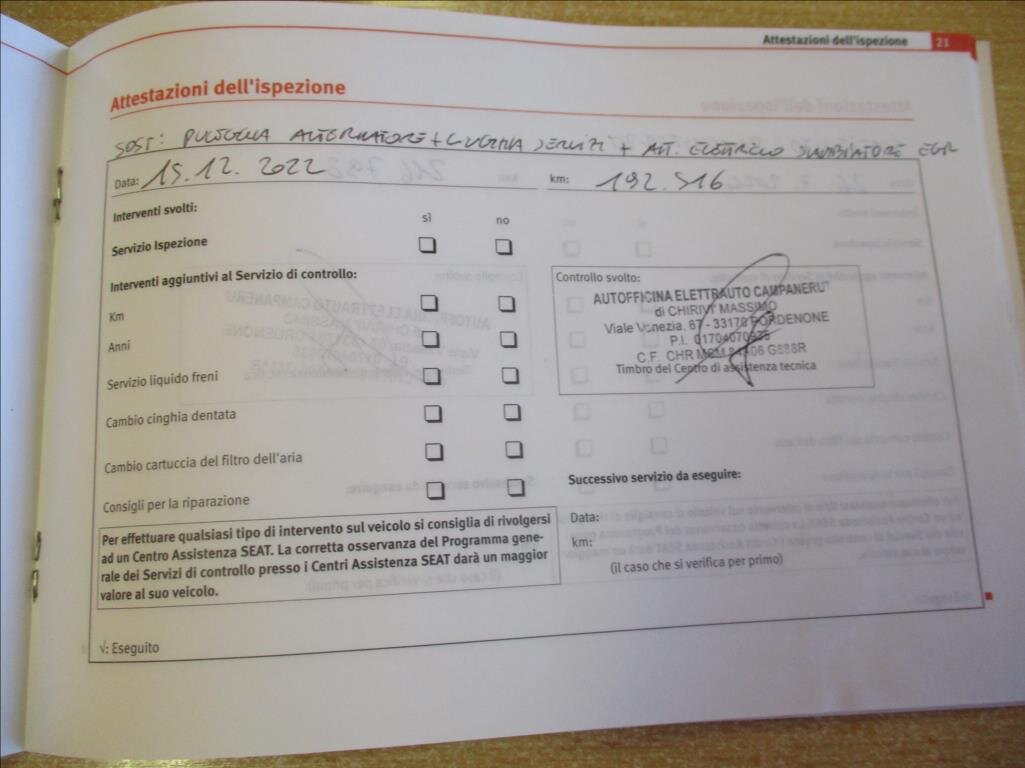 Attestazioni dell'ispezione 21
Attestazioni dell'ispezione
SOST: PULEGGIA ALTERNATORE + CINGHIA SERVIZI + ATT. ELETTRICO SCAMBIATORE EGR
Data: 15.12.2022 km: 192.516
Interventi svolti:
sì no
Servizio Ispezione
Interventi aggiuntivi al Servizio di controllo:
Km
Anni
Servizio liquido freni
Cambio cinghia dentata
Cambio cartuccia del filtro dell'aria
Consigli per la riparazione
Controllo svolto:
AUTOFFICINA ELETTRAUTO CAMPANERUT
di CHIRIVI' MASSIMO
Viale Venezia, 67 - 33170 PORDENONE
P.I.
C.F. CHR G888R
Timbro del Centro di assistenza tecnica
Successivo servizio da eseguire:
Data:
km:
(il caso che si verifica per primo)
Per effettuare qualsiasi tipo di intervento sul veicolo si consiglia di rivolgersi
ad un Centro Assistenza SEAT. La corretta osservanza del Programma gene-
rale dei Servizi di controllo presso i Centri Assistenza SEAT darà un maggior
valore al suo veicolo.
√: Eseguito